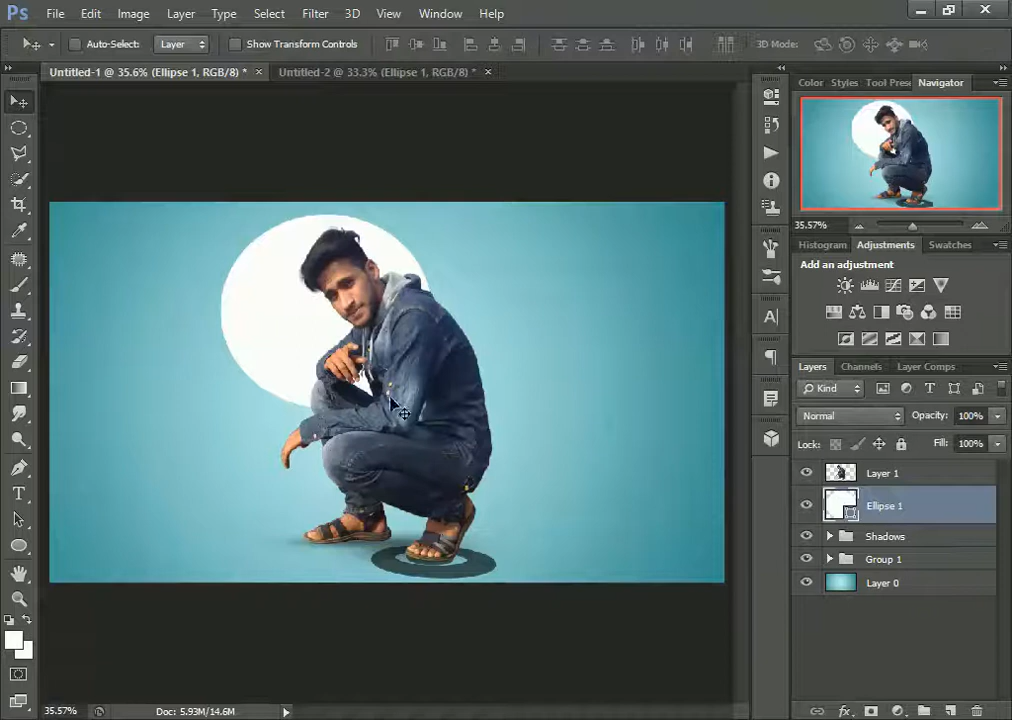 Ps File Edit Image Layer Type Select Filter 3D View Window Help
Auto-Select: Layer Show Transform Controls 3D Mode:
Untitled-1 @ 35.6% (Ellipse 1, RGB/8) * × Untitled-2 @ 33.3% (Ellipse 1, RGB/8) * ×
Color Styles Tool Pres Navigator
35.57%
Histogram Adjustments Swatches
Add an adjustment
Layers Channels Layer Comps
Kind
Normal Opacity: 100%
Lock: Fill: 100%
Layer 1
Ellipse 1
Shadows
Group 1
Layer 0
35.57% Doc: 5.93M/14.6M